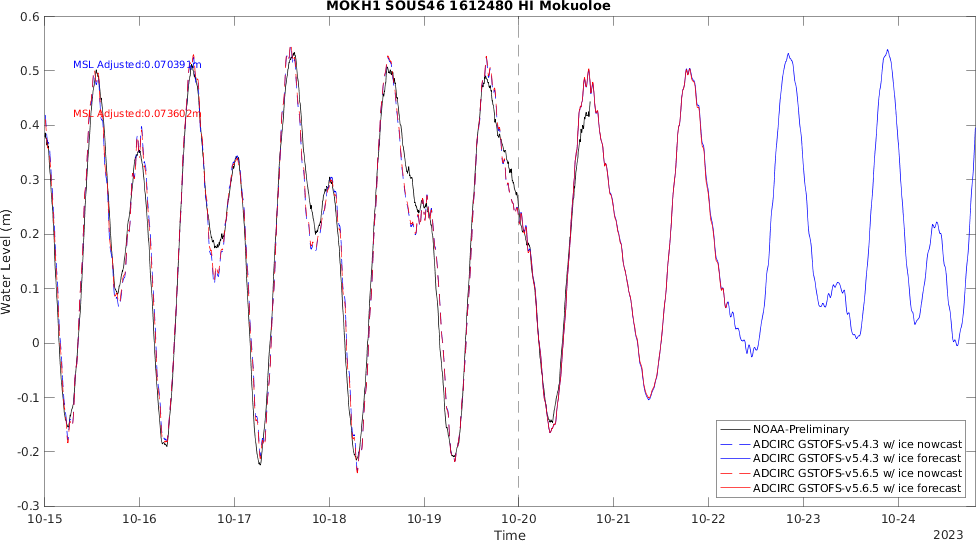 MOKH1 SOUS46 1612480 HI Mokuoloe
0.6
0.5
0.4
0.3
0.2
0.1
0
-0.1
-0.2
-0.3
Water Level (m)
MSL Adjusted:0.070391m
MSL Adjusted:0.073602m
NOAA-Preliminary
ADCIRC GSTOFS-v5.4.3 w/ ice nowcast
ADCIRC GSTOFS-v5.4.3 w/ ice forecast
ADCIRC GSTOFS-v5.6.5 w/ ice nowcast
ADCIRC GSTOFS-v5.6.5 w/ ice forecast
10-15 10-16 10-17 10-18 10-19 10-20 10-21 10-22 10-23 10-24
Time
2023